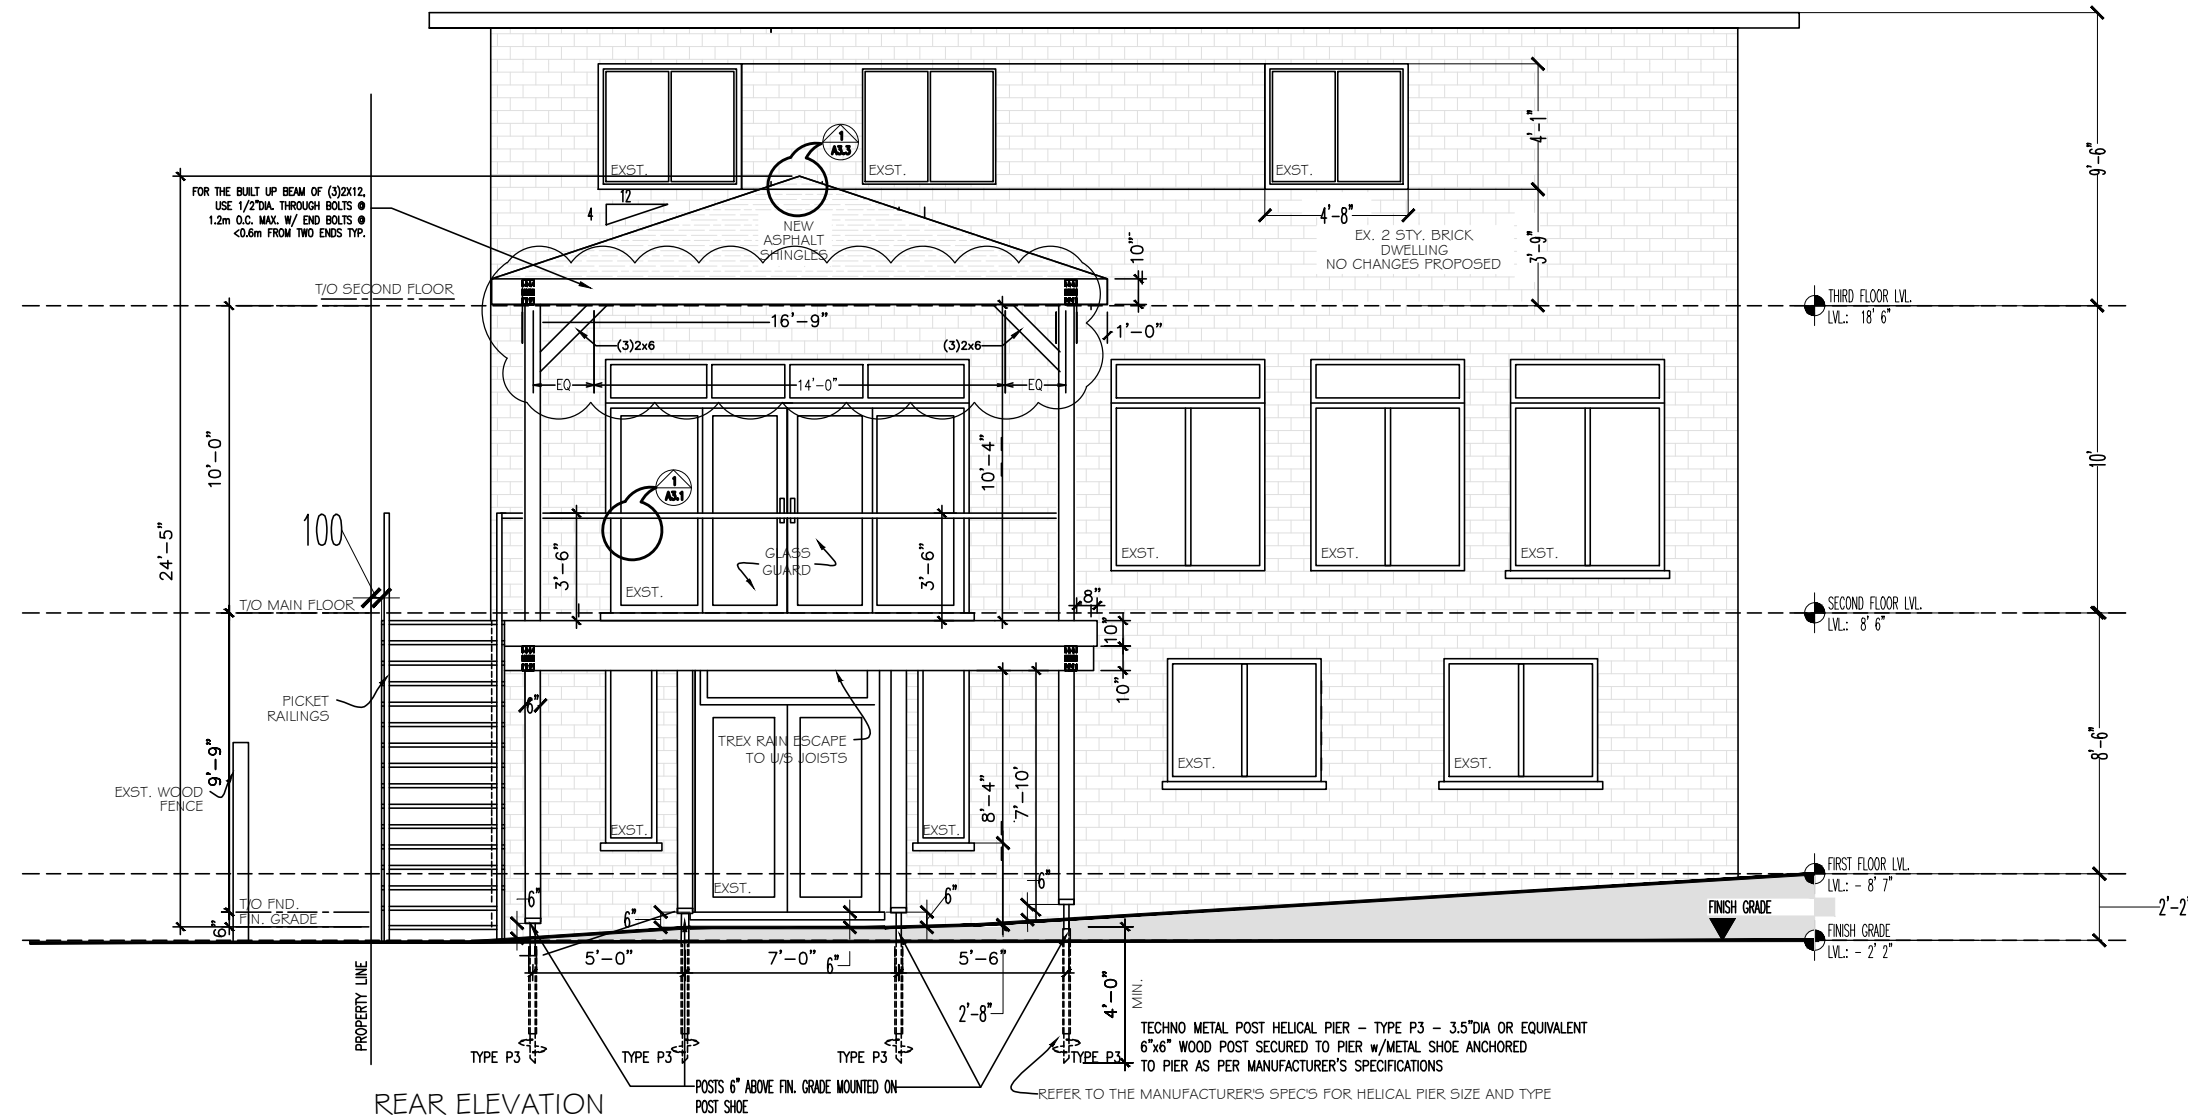 1
A3.3
EXST.
EXST.
EXST.
4'-1"
9'-6"
FOR THE BUILT UP BEAM OF (3)2X12,
USE 1/2"DIA. THROUGH BOLTS @
1.2m O.C. MAX. W/ END BOLTS @
<0.6m FROM TWO ENDS TYP.
12
4
NEW
ASPHALT
SHINGLES
4'-8"
EX. 2 STY. BRICK
DWELLING
NO CHANGES PROPOSED
3'-9"
10"
T/O SECOND FLOOR
THIRD FLOOR LVL.
LVL.: 18' 6"
16'-9"
1'-0"
(3)2x6
(3)2x6
EQ
14'-0"
EQ
10'-0"
10'-4"
10'
24'-5"
1
A3.1
100
3'-6"
GLASS
GUARD
3'-6"
EXST.
EXST.
EXST.
EXST.
8"
T/O MAIN FLOOR
SECOND FLOOR LVL.
LVL.: 8' 6"
10"
10"
PICKET
RAILINGS
6"
TREX RAIN ESCAPE
TO U/S JOISTS
9'-9"
8'-6"
EXST. WOOD
FENCE
EXST.
EXST.
8'-4"
7'-10'
EXST.
EXST.
EXST.
FIRST FLOOR LVL.
LVL.: - 8' 7"
6"
6"
6"
6"
T/O FND.
FIN. GRADE
6"
FINISH GRADE
2'-2"
FINISH GRADE
LVL.: - 2' 2"
5'-0"
7'-0"
6"
5'-6"
PROPERTY LINE
2'-8"
4'-0"
MIN.
TECHNO METAL POST HELICAL PIER - TYPE P3 - 3.5"DIA OR EQUIVALENT
6"x6" WOOD POST SECURED TO PIER w/METAL SHOE ANCHORED
TO PIER AS PER MANUFACTURER'S SPECIFICATIONS
TYPE P3
TYPE P3
TYPE P3
TYPE P3
POSTS 6" ABOVE FIN. GRADE MOUNTED ON
POST SHOE
REFER TO THE MANUFACTURER'S SPEC'S FOR HELICAL PIER SIZE AND TYPE
REAR ELEVATION